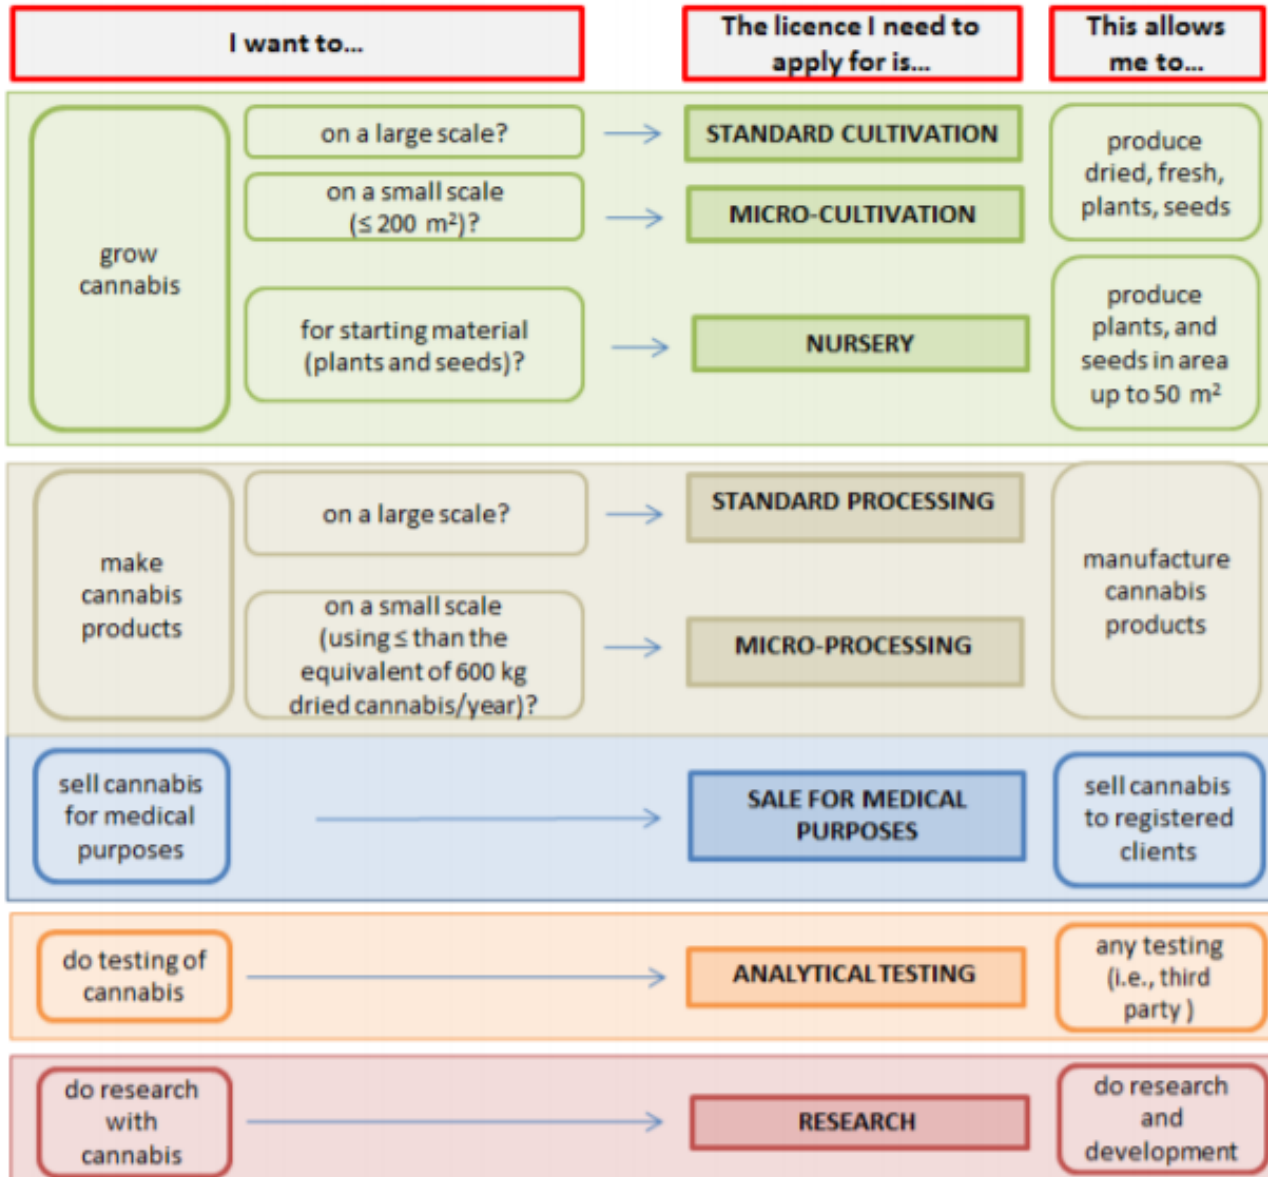 I want to...
The licence I need to
apply for is...
This allows
me to...
grow
cannabis
on a large scale?
STANDARD CULTIVATION
produce
dried, fresh,
plants, seeds
on a small scale
(≤ 200 m²)?
MICRO-CULTIVATION
for starting material
(plants and seeds)?
NURSERY
produce
plants, and
seeds in area
up to 50 m²
make
cannabis
products
on a large scale?
STANDARD PROCESSING
manufacture
cannabis
products
on a small scale
(using ≤ than the
equivalent of 600 kg
dried cannabis/year)?
MICRO-PROCESSING
sell cannabis
for medical
purposes
SALE FOR MEDICAL
PURPOSES
sell cannabis
to registered
clients
do testing of
cannabis
ANALYTICAL TESTING
any testing
(i.e., third
party )
do research
with
cannabis
RESEARCH
do research
and
development